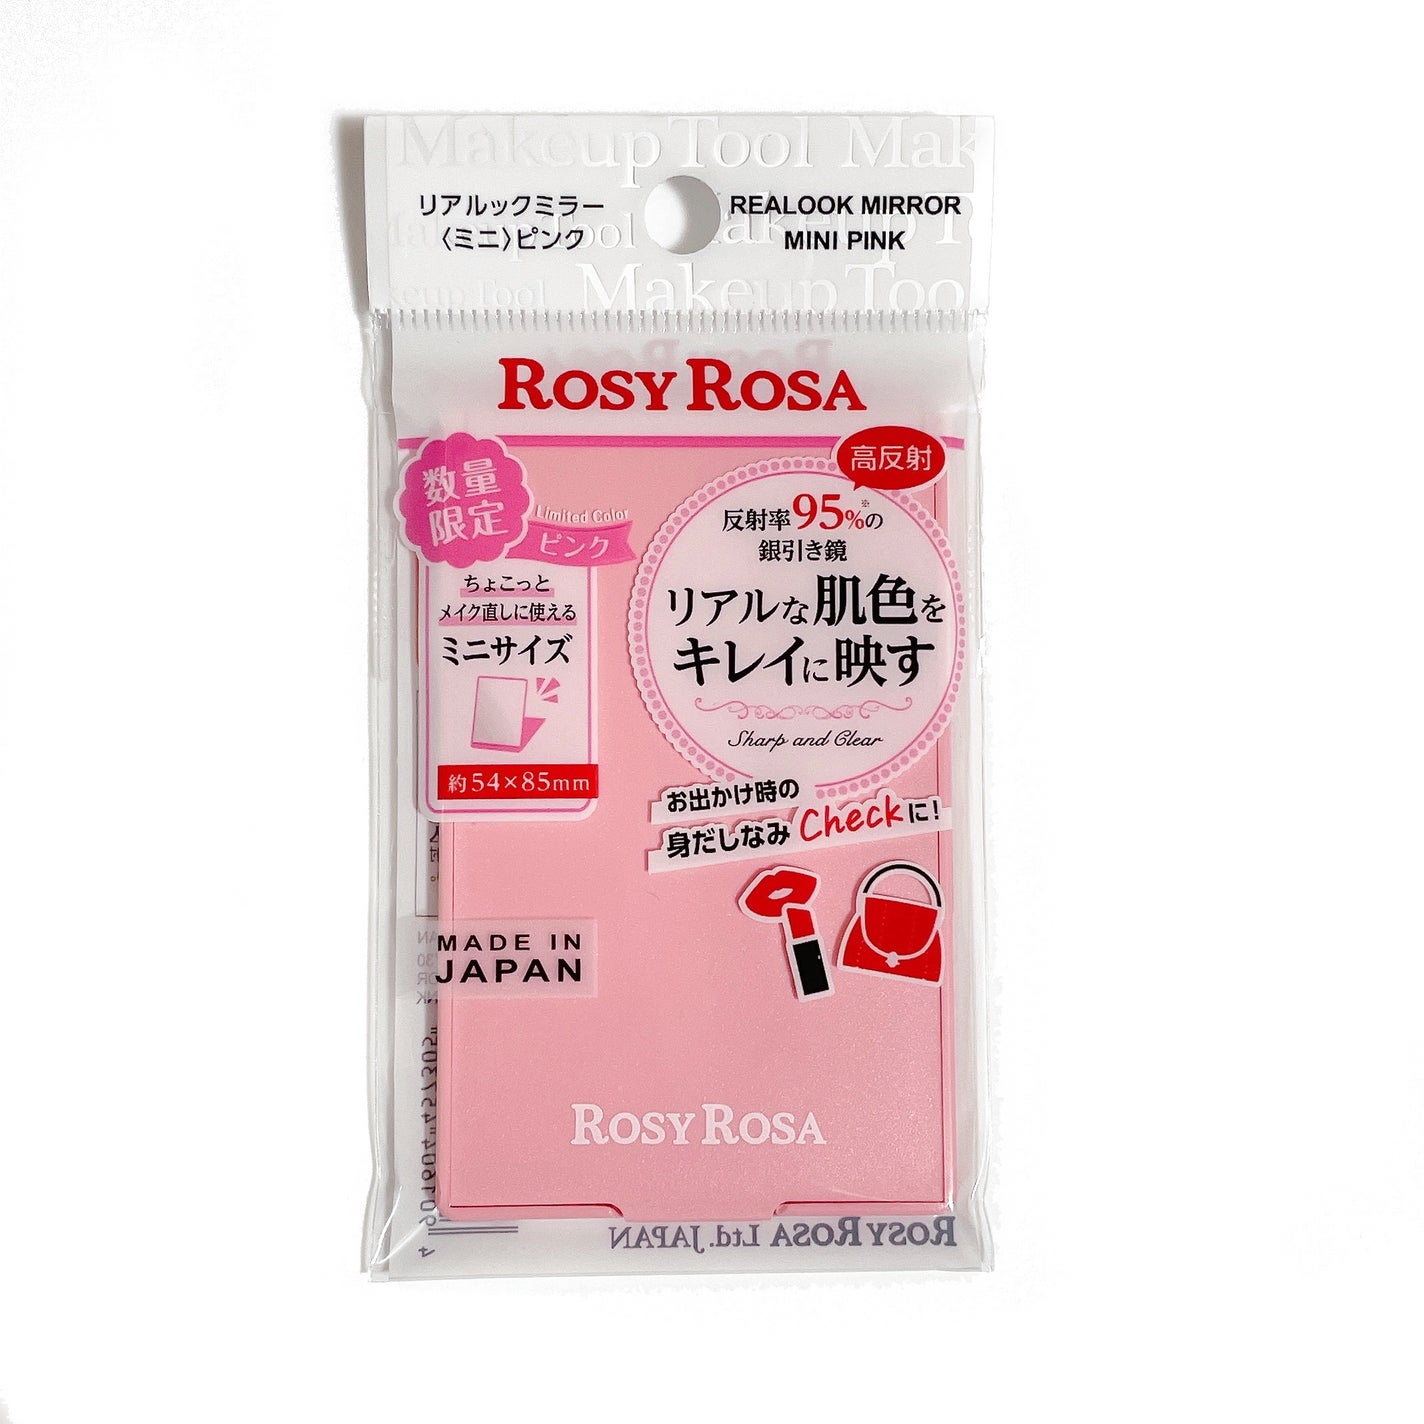 Makeup Tool Mak
リアルックミラー
〈ミニ〉ピンク
REALOOK MIRROR
MINI PINK
Makeup Tool
Makeup Too
ROSY ROSA
数量
限定
Limited Color
ピンク
ちょこっと
メイク直しに使える
ミニサイズ
約54×85mm
高反射
反射率95%※の
銀引き鏡
リアルな肌色を
キレイに映す
Sharp and Clear
お出かけ時の
身だしなみCheckに!
MADE IN
JAPAN
ROSY ROSA
ROSY ROSA Ltd. JAPAN